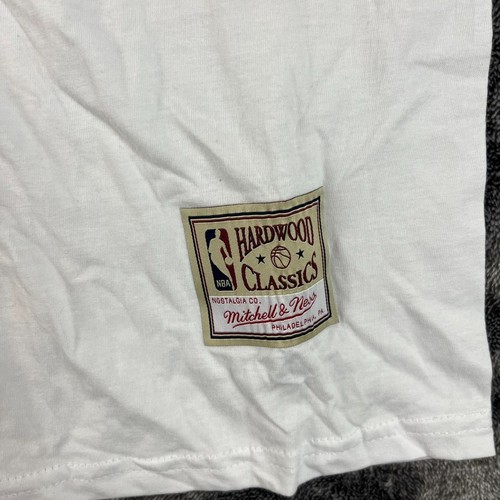 HARDWOOD
CLASSICS
NBA
NOSTALGIA CO.
Mitchell & Ness
PHILADELPHIA, PA.